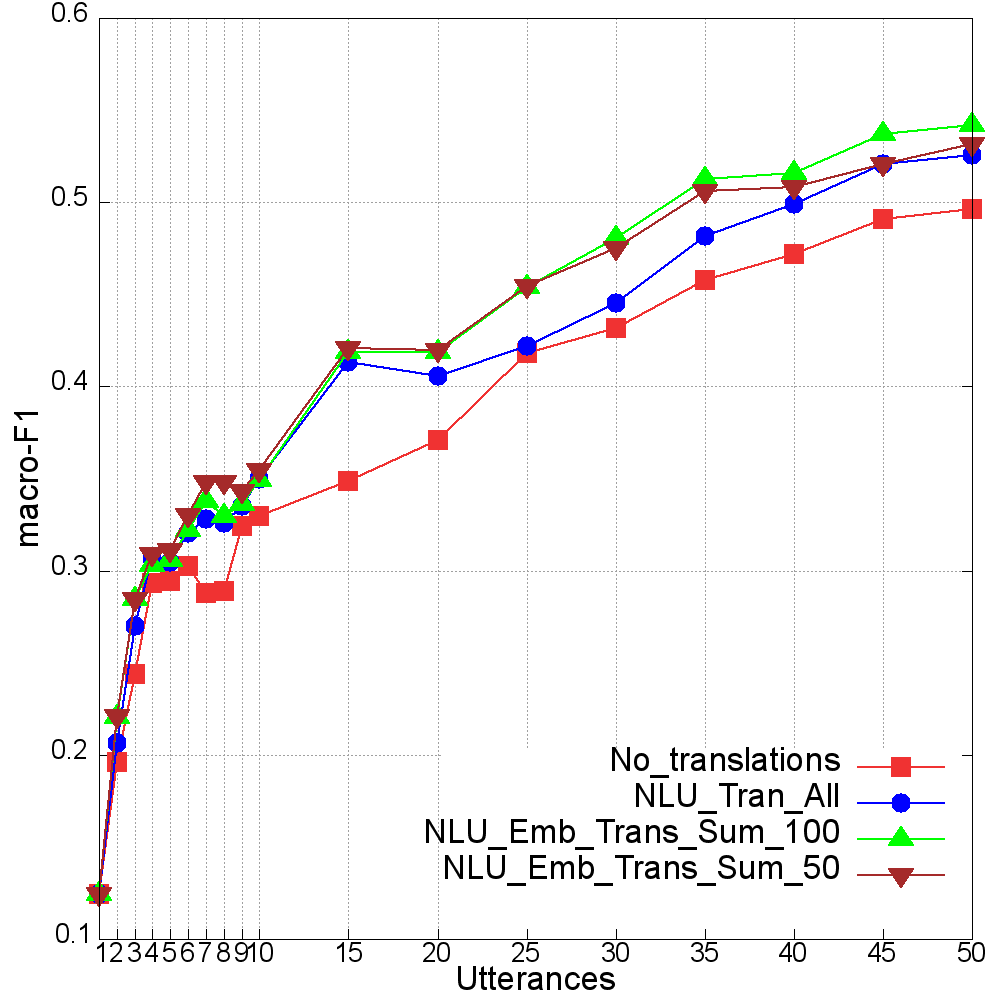 0.6
0.5
0.4
0.3
0.2
0.1
macro-F1
No_translations
NLU_Tran_All
NLU_Emb_Trans_Sum_100
NLU_Emb_Trans_Sum_50
1 2 3 4 5 6 7 8 9 10 15 20 25 30 35 40 45 50
Utterances